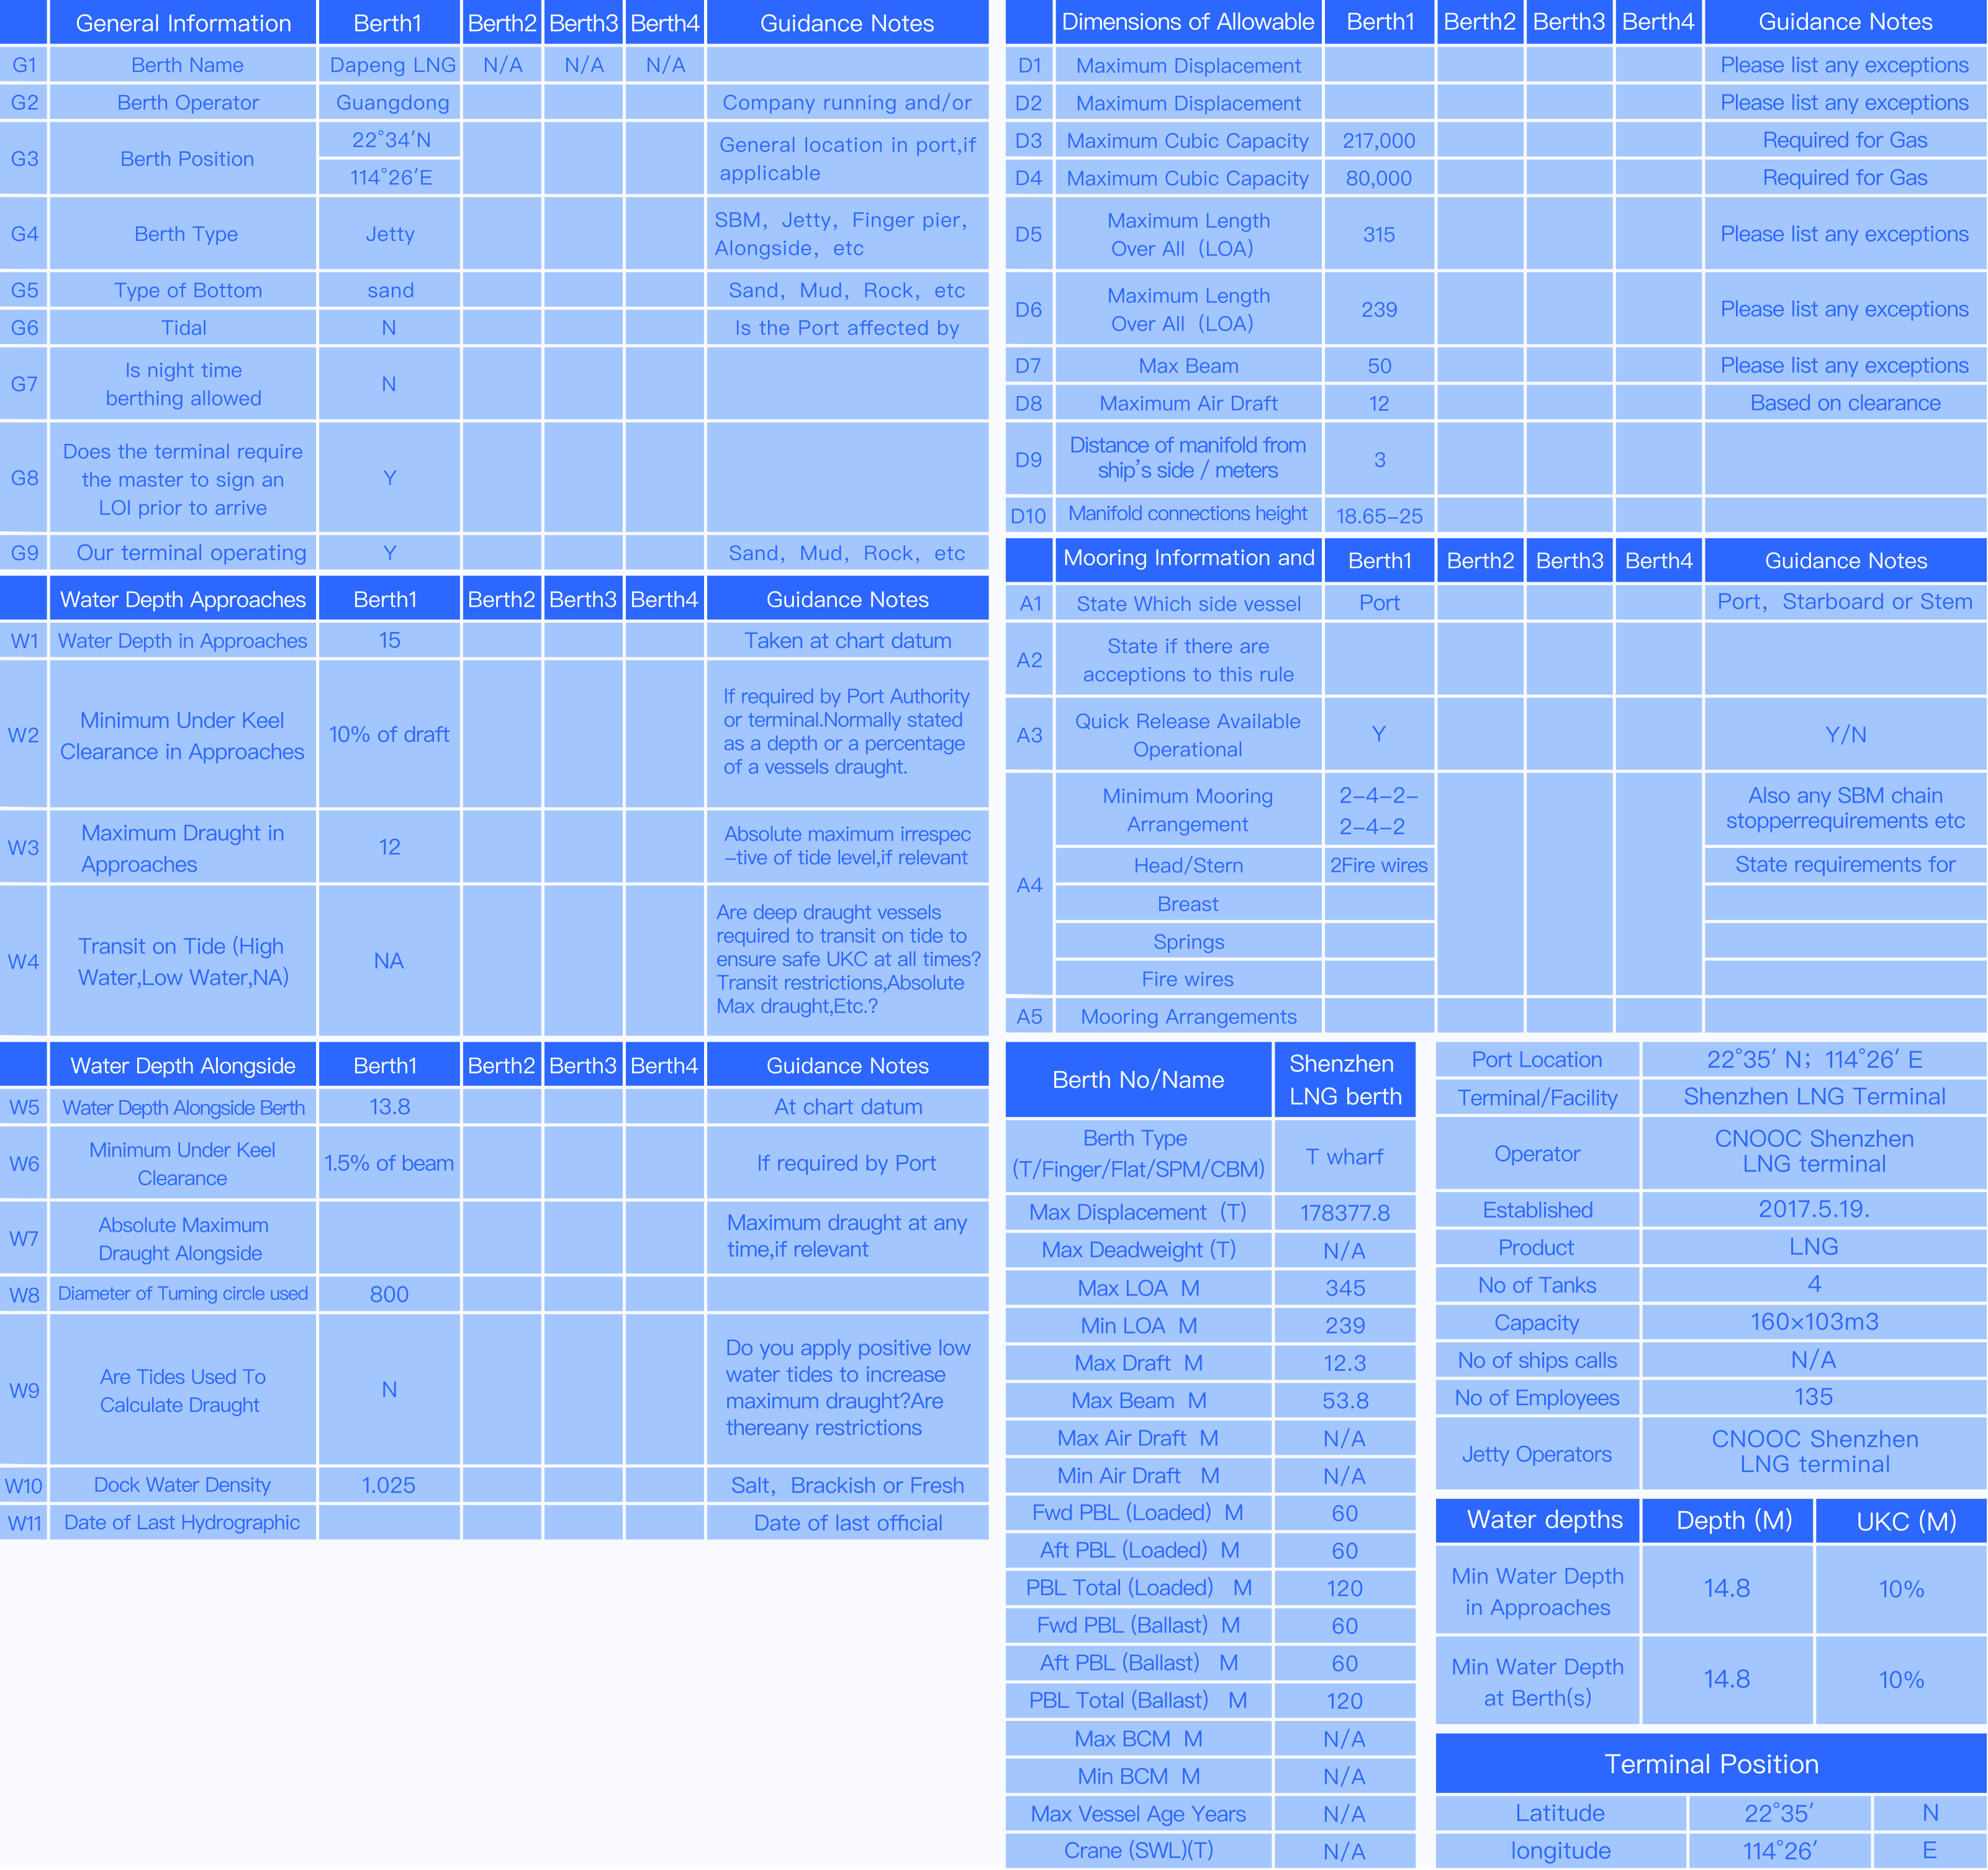 General Information Berth1 Berth2 Berth3 Berth4 Guidance Notes
G1 Berth Name Dapeng LNG N/A N/A N/A
G2 Berth Operator Guangdong Company running and/or
G3 Berth Position 22°34′N
114°26′E
General location in port,if
applicable
G4 Berth Type Jetty
SBM，Jetty，Finger pier，
Alongside，etc
G5 Type of Bottom sand Sand，Mud，Rock，etc
G6 Tidal N Is the Port affected by
G7 Is night time
berthing allowed
N
G8 Does the terminal require
the master to sign an
LOI prior to arrive
Y
G9 Our terminal operating Y Sand，Mud，Rock，etc
Water Depth Approaches Berth1 Berth2 Berth3 Berth4 Guidance Notes
W1 Water Depth in Approaches 15 Taken at chart datum
W2 Minimum Under Keel
Clearance in Approaches
10% of draft
If required by Port Authority
or terminal.Normally stated
as a depth or a percentage
of a vessels draught.
W3 Maximum Draught in
Approaches
12
Absolute maximum irrespec
-tive of tide level,if relevant
W4 Transit on Tide (High
Water,Low Water,NA)
NA
Are deep draught vessels
required to transit on tide to
ensure safe UKC at all times?
Transit restrictions,Absolute
Max draught,Etc.?
Water Depth Alongside Berth1 Berth2 Berth3 Berth4 Guidance Notes
W5 Water Depth Alongside Berth 13.8 At chart datum
W6 Minimum Under Keel
Clearance
1.5% of beam If required by Port
W7 Absolute Maximum
Draught Alongside
Maximum draught at any
time,if relevant
W8 Diameter of Turning circle used 800
W9 Are Tides Used To
Calculate Draught
N
Do you apply positive low
water tides to increase
maximum draught?Are
thereany restrictions
W10 Dock Water Density 1.025 Salt，Brackish or Fresh
W11 Date of Last Hydrographic Date of last official
Dimensions of Allowable Berth1 Berth2 Berth3 Berth4 Guidance Notes
D1 Maximum Displacement Please list any exceptions
D2 Maximum Displacement Please list any exceptions
D3 Maximum Cubic Capacity 217,000 Required for Gas
D4 Maximum Cubic Capacity 80,000 Required for Gas
D5 Maximum Length
Over All（LOA）
315 Please list any exceptions
D6 Maximum Length
Over All（LOA）
239 Please list any exceptions
D7 Max Beam 50 Please list any exceptions
D8 Maximum Air Draft 12 Based on clearance
D9 Distance of manifold from
ship's side / meters
3
D10 Manifold connections height 18.65-25
Mooring Information and Berth1 Berth2 Berth3 Berth4 Guidance Notes
A1 State Which side vessel Port Port，Starboard or Stem
A2 State if there are
acceptions to this rule
A3 Quick Release Available
Operational
Y Y/N
A4 Minimum Mooring
Arrangement
2-4-2-
2-4-2
Also any SBM chain
stopperrequirements etc
Head/Stern 2Fire wires State requirements for
Breast
Springs
Fire wires
A5 Mooring Arrangements
Berth No/Name Shenzhen
LNG berth
Berth Type
(T/Finger/Flat/SPM/CBM)
T wharf
Max Displacement (T) 178377.8
Max Deadweight (T) N/A
Max LOA M 345
Min LOA M 239
Max Draft M 12.3
Max Beam M 53.8
Max Air Draft M N/A
Min Air Draft M N/A
Fwd PBL (Loaded) M 60
Aft PBL (Loaded) M 60
PBL Total (Loaded) M 120
Fwd PBL (Ballast) M 60
Aft PBL (Ballast) M 60
PBL Total (Ballast) M 120
Max BCM M N/A
Min BCM M N/A
Max Vessel Age Years N/A
Crane (SWL)(T) N/A
Port Location 22°35′ N；114°26′ E
Terminal/Facility Shenzhen LNG Terminal
Operator CNOOC Shenzhen
LNG terminal
Established 2017.5.19.
Product LNG
No of Tanks 4
Capacity 160×103m3
No of ships calls N/A
No of Employees 135
Jetty Operators CNOOC Shenzhen
LNG terminal
Water depths Depth (M) UKC (M)
Min Water Depth
in Approaches
14.8 10%
Min Water Depth
at Berth(s)
14.8 10%
Terminal Position
Latitude 22°35′ N
longitude 114°26′ E